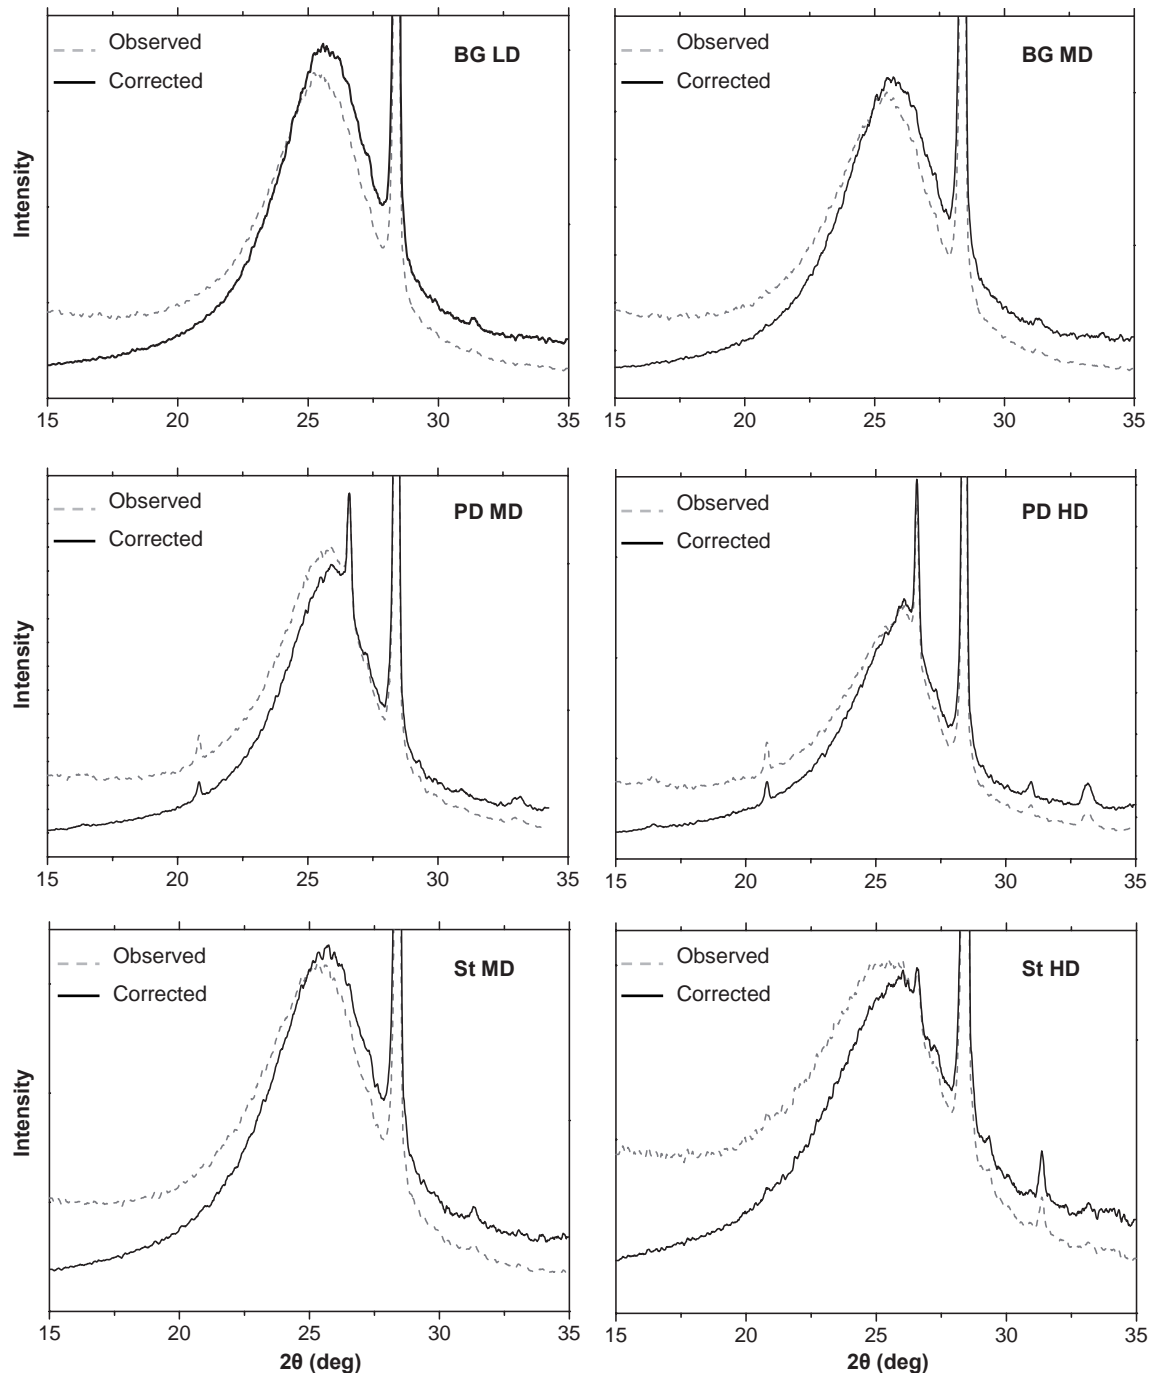 Observed
Corrected
BG LD
Intensity
15 20 25 30 35
Observed
Corrected
BG MD
15 20 25 30 35
Observed
Corrected
PD MD
Intensity
15 20 25 30 35
Observed
Corrected
PD HD
15 20 25 30 35
Observed
Corrected
St MD
Intensity
15 20 25 30 35
2θ (deg)
Observed
Corrected
St HD
15 20 25 30 35
2θ (deg)